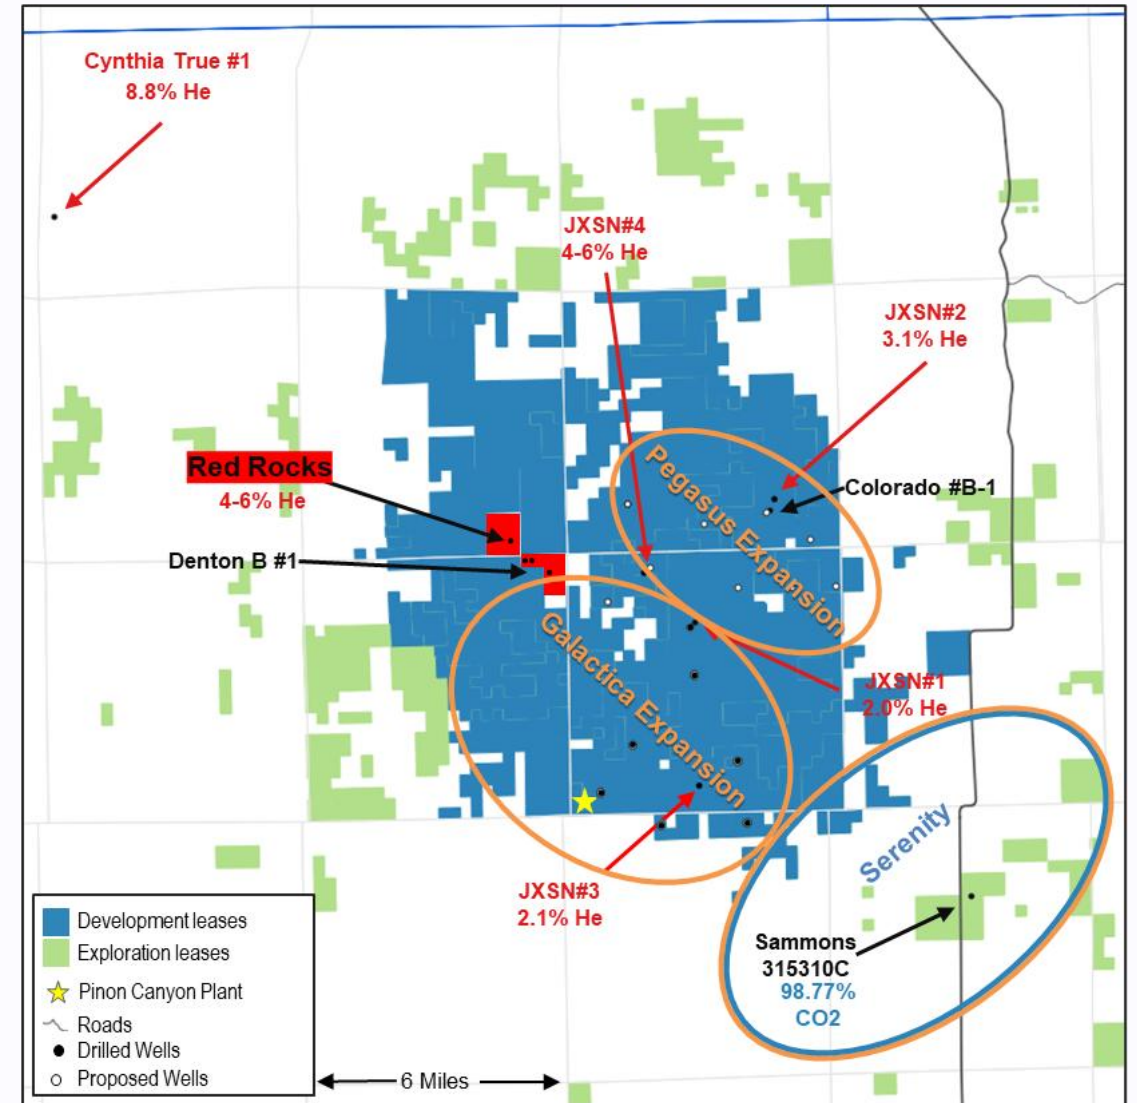 Cynthia True #1
8.8% He
JXSN#4
4-6% He
JXSN#2
3.1% He
Pegasus Expansion
Red Rocks
4-6% He
Colorado #B-1
Denton B #1
Galactica Expansion
JXSN#1
2.0% He
Serenity
JXSN#3
2.1% He
Sammons
315310C
98.77%
CO2
Development leases
Exploration leases
Pinon Canyon Plant
Roads
Drilled Wells
Proposed Wells
6 Miles